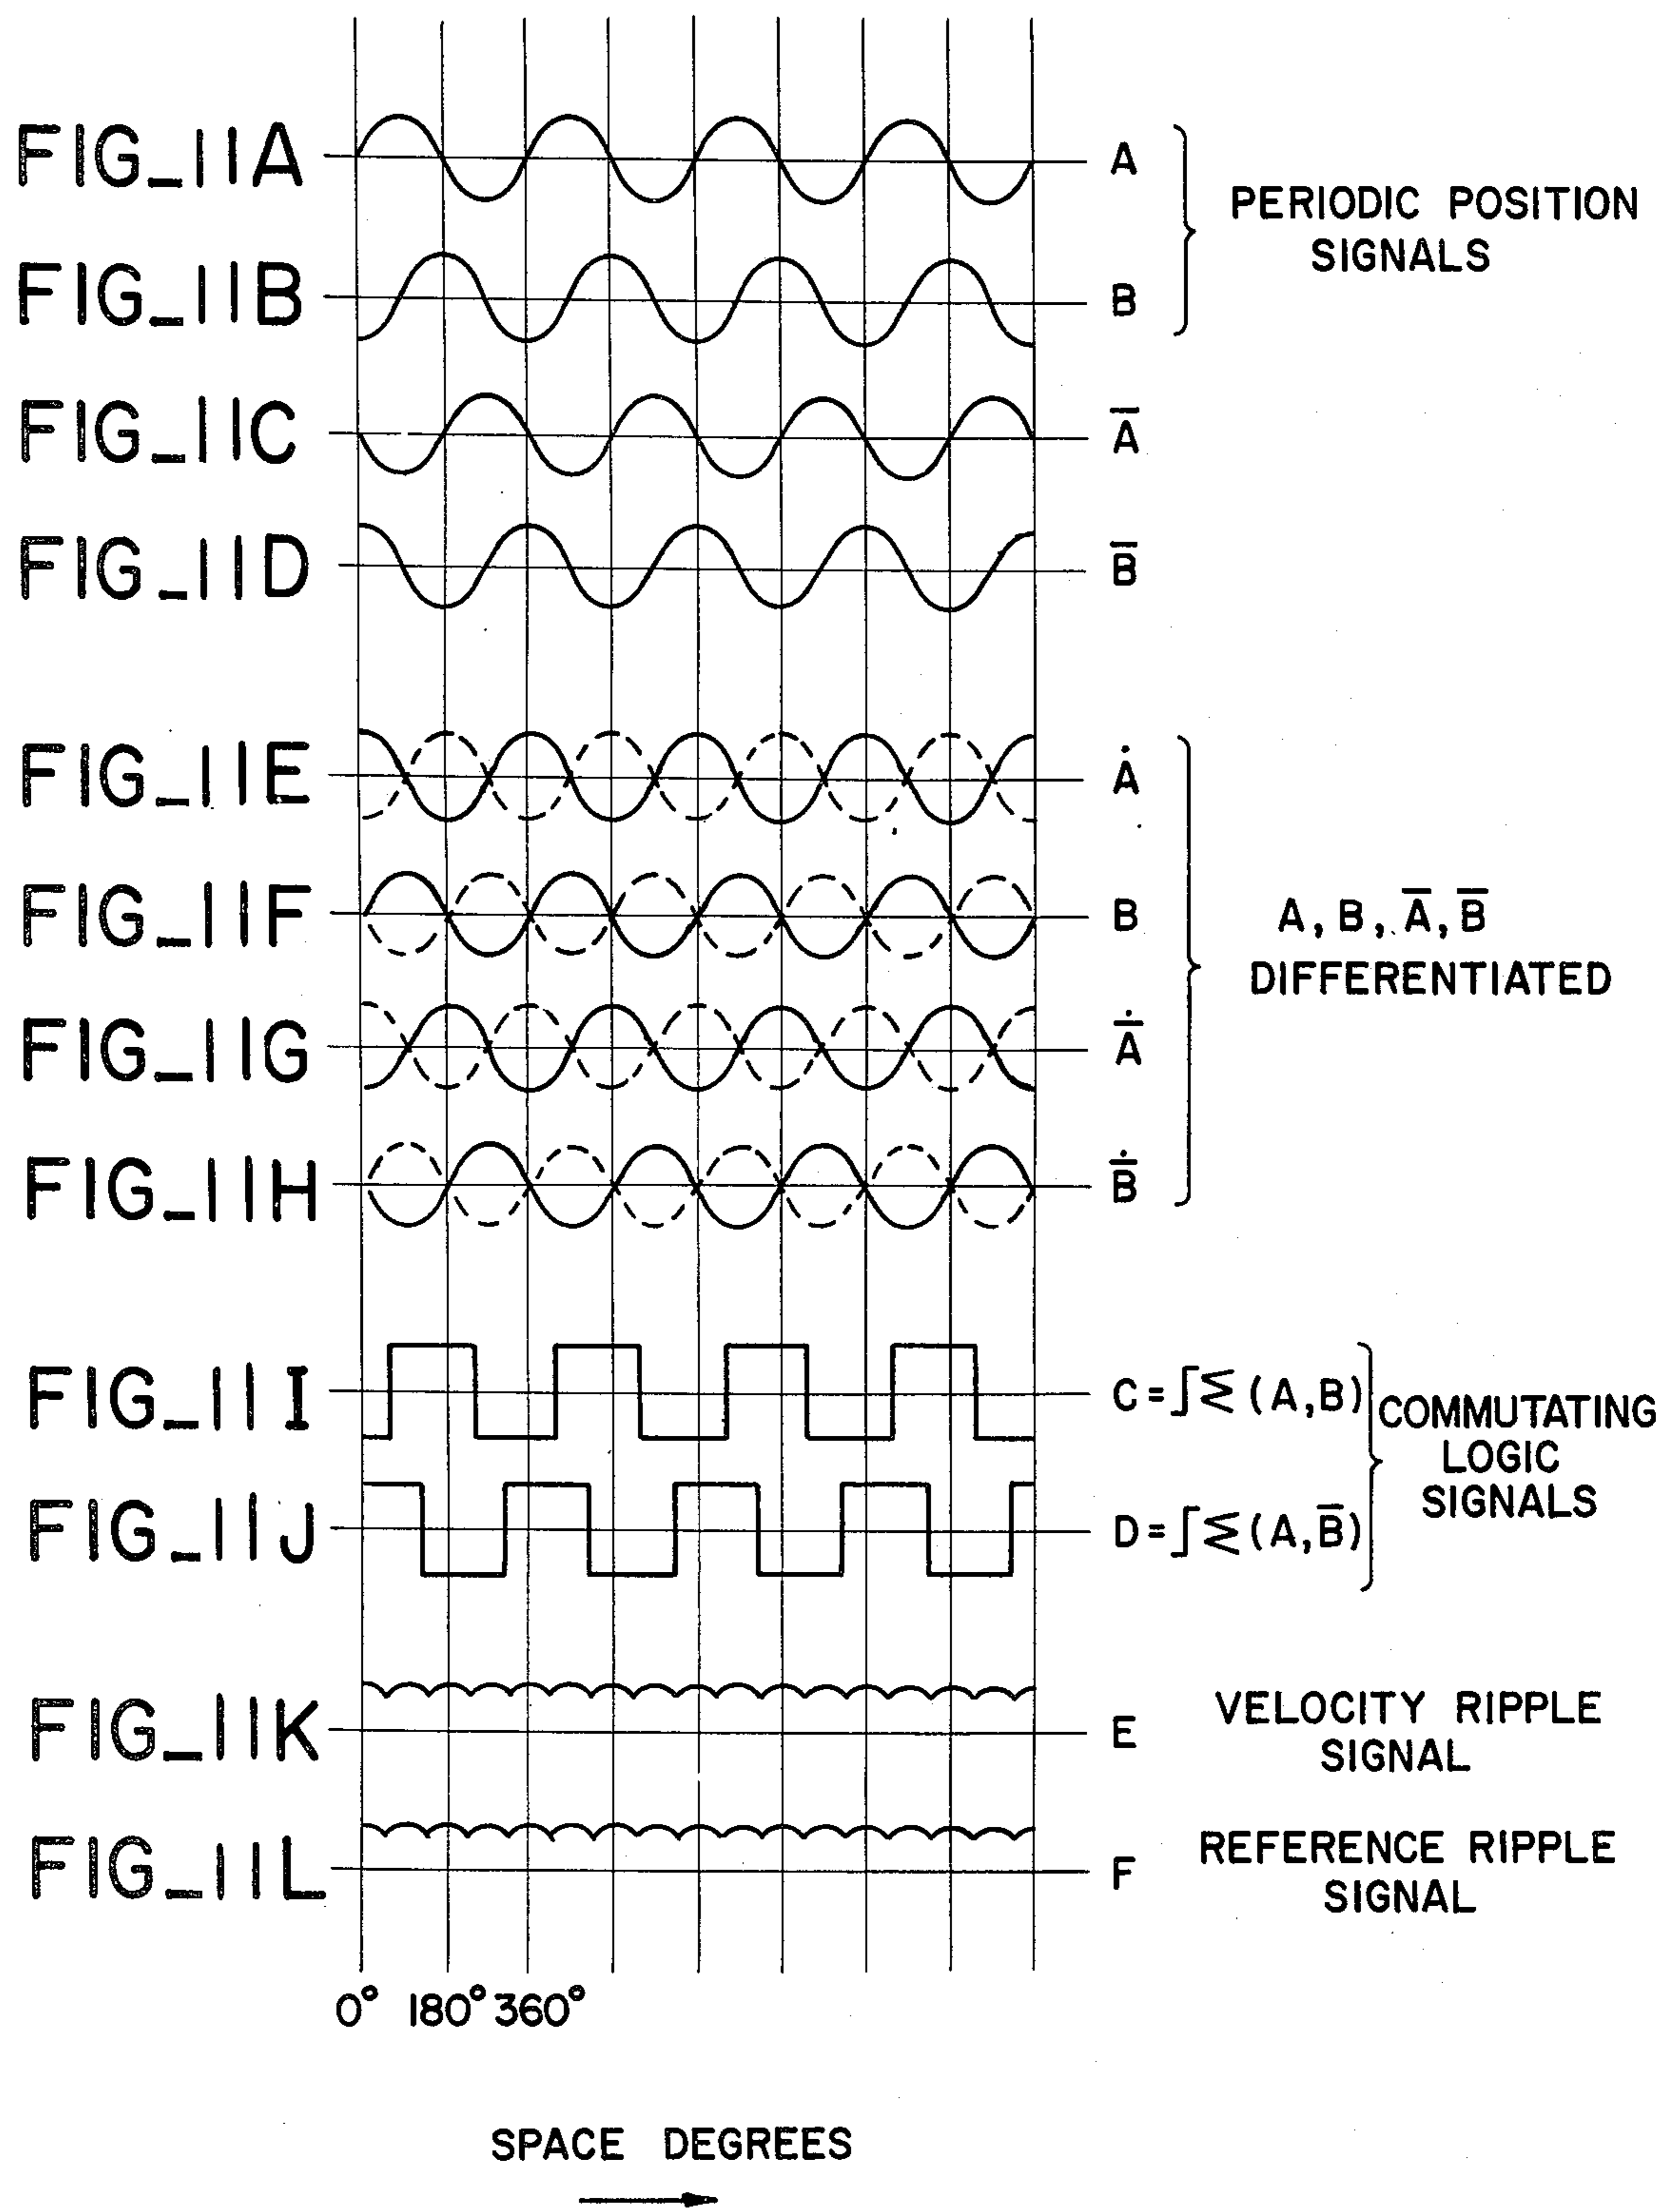 FIG_11A A
PERIODIC POSITION
SIGNALS
FIG_11B B
FIG_11C A̅
FIG_11D B̅
FIG_11E Ȧ
FIG_11F B
A, B, A̅, B̅
DIFFERENTIATED
FIG_11G A̅̇
FIG_11H B̅̇
FIG_11I C=∫⋜(A,B)
COMMUTATING
LOGIC
SIGNALS
FIG_11J D=∫⋜(A,B̅)
FIG_11K E
VELOCITY RIPPLE
SIGNAL
FIG_11L F
REFERENCE RIPPLE
SIGNAL
0° 180° 360°
SPACE DEGREES